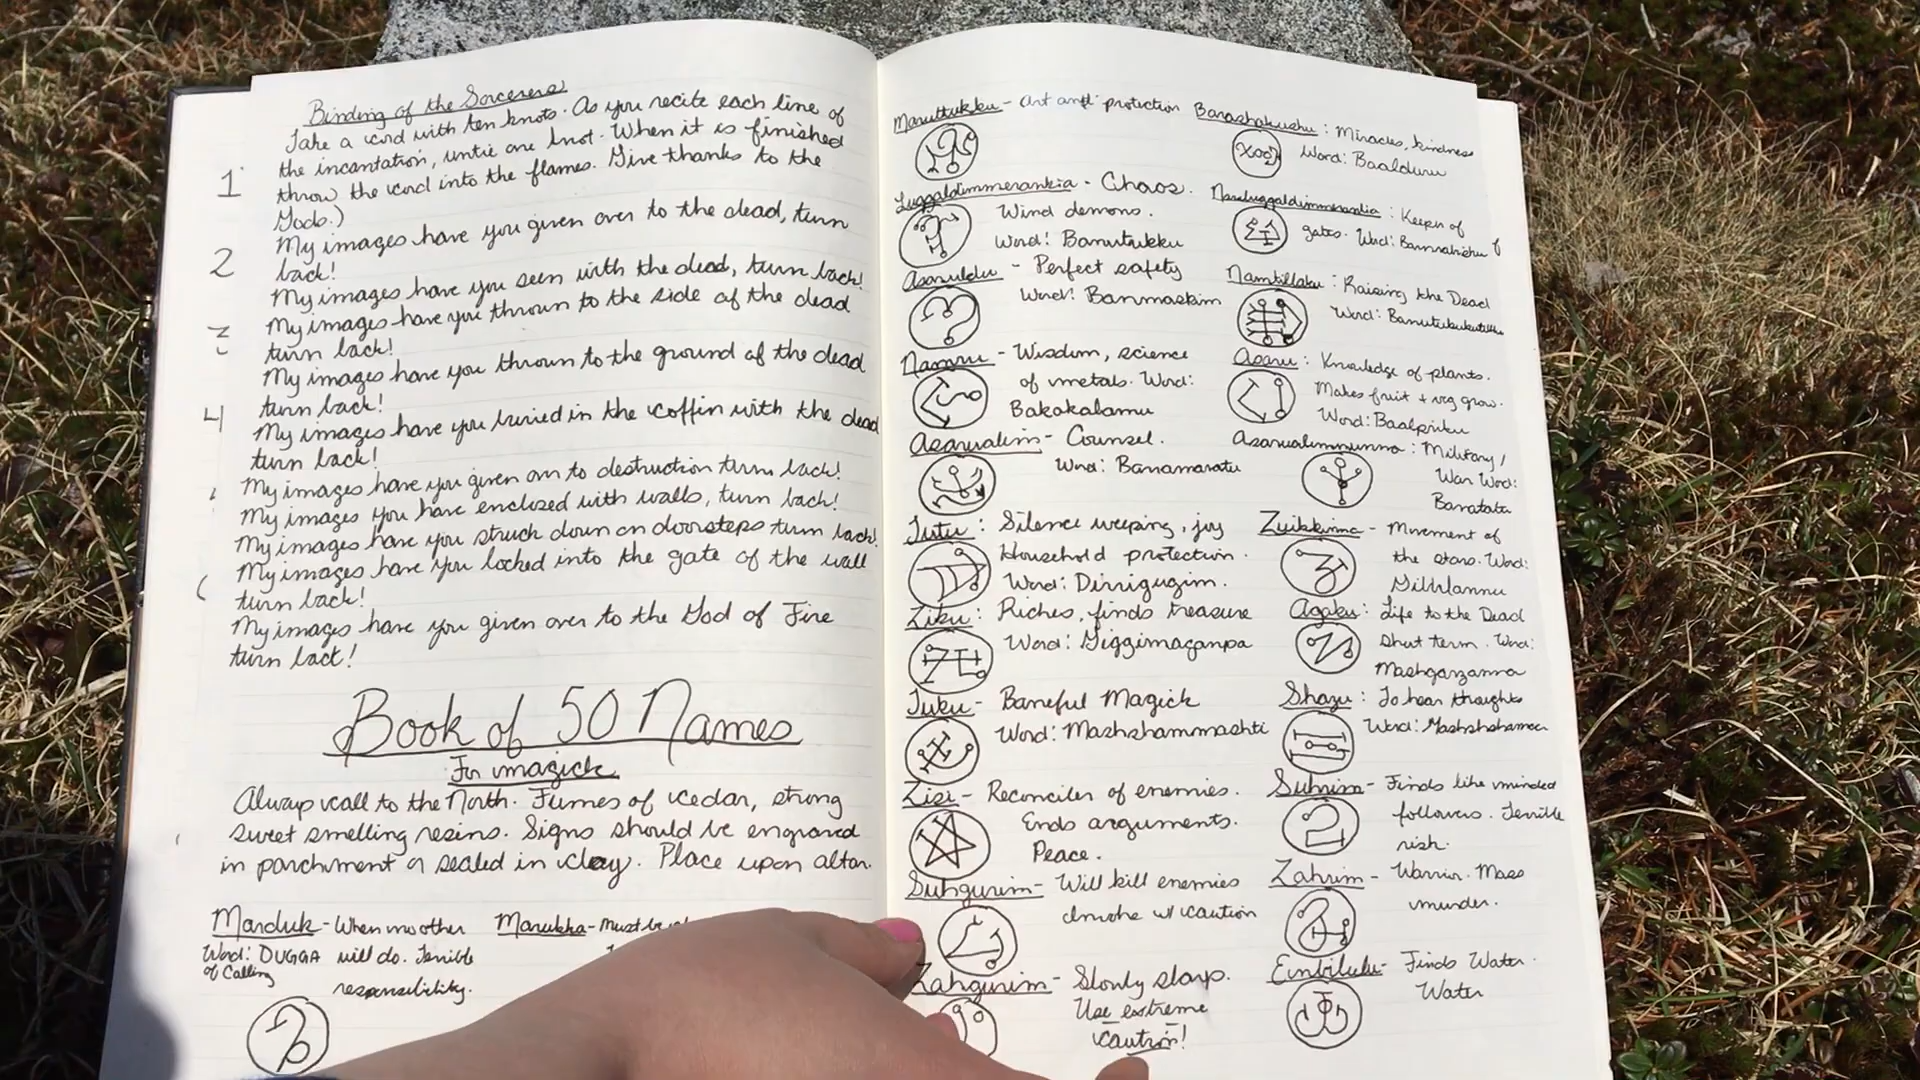 Binding of the Sorcerers
Take a cord with ten knots. As you recite each line of
the incantation, untie one knot. When it is finished
1 throw the cord into the flames. Give thanks to the
Gods.)
My images have you given over to the dead, turn
2 back!
My images have you seen with the dead, turn back!
My images have you thrown to the side of the dead
3 turn back!
My images have you thrown to the ground of the dead
turn back!
4 My images have you buried in the coffin with the dead
turn back!
My images have you given on to destruction turn back!
My images you have enclosed with walls, turn back!
My images have you struck down on doorsteps turn back!
My images have you locked into the gate of the wall
turn back!
My images have you given over to the God of Fire
turn back!
Book of 50 Names
For magick
Always call to the North. Fumes of cedar, strong
sweet smelling resins. Signs should be engraved
in parchment or sealed in clay. Place upon altar.
Marduk - When no other
Word: DUGGA will do. Terrible
of Calling
responsibility.
Marukka - Must be
Maruttukku - Art and protection
Luggaldimmerankia - Chaos.
Wind demons.
Word: Banutukku
Asaruludu - Perfect safety
Word: Banmaskim
Namru - Wisdom, science
of metals. Word:
Bakakalamu
Asarualim - Counsel.
Word: Banamaratu
Tutu: Silence weeping, joy
Household protection.
Word: Dirrigugim.
Ziku: Riches, finds treasure
Word: Giggimaganpa
Tuku - Baneful Magick
Word: Mashshammashti
Zisi - Reconciler of enemies.
Ends arguments.
Peace.
Suhgurim - Will kill enemies
invoke w/ caution
Zahgurim - Slowly slays.
Use extreme
caution!
Barashakushu: Miracles, kindness
Word: Baalduru
Nariluggaldimmerankia: Keeper of
gates. Word:
Namtillaku: Raising the Dead
Word: Banutukukutilla
Asaru: Knowledge of plants.
Makes fruit + veg grow.
Word: Baalpriku
Asarualimnunna: Military/
War Word:
Banatatu
Zuikkinna - Movement of
the stars. Word:
Gibbilannu
Agaku: Life to the Dead
short term. Word:
Mashgarzanna
Shazu: To hear thoughts
Word:
Suhrim - Finds like minded
followers. Terrible
risk.
Zahrim - Warrior. Mass
murder.
Enbilulu - Finds Water.
Water